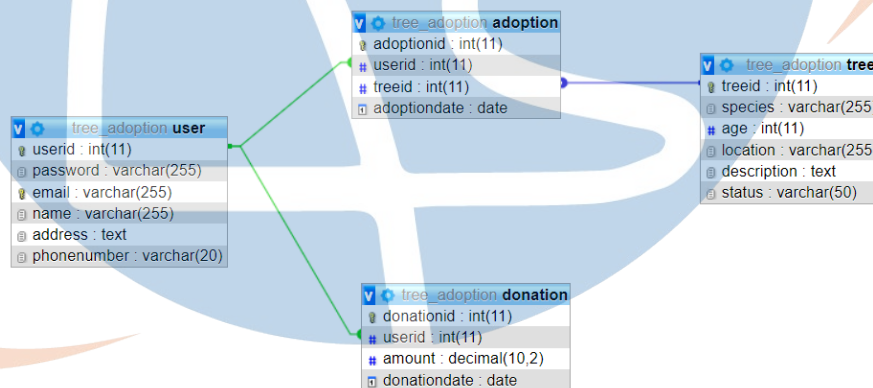 tree_adoption adoption
adoptionid : int(11)
userid : int(11)
treeid : int(11)
adoptiondate : date
tree_adoption tree
treeid : int(11)
species : varchar(255
age : int(11)
location : varchar(255
description : text
status : varchar(50)
tree_adoption user
userid : int(11)
password : varchar(255)
email : varchar(255)
name : varchar(255)
address : text
phonenumber : varchar(20)
tree_adoption donation
donationid : int(11)
userid : int(11)
amount : decimal(10,2)
donationdate : date